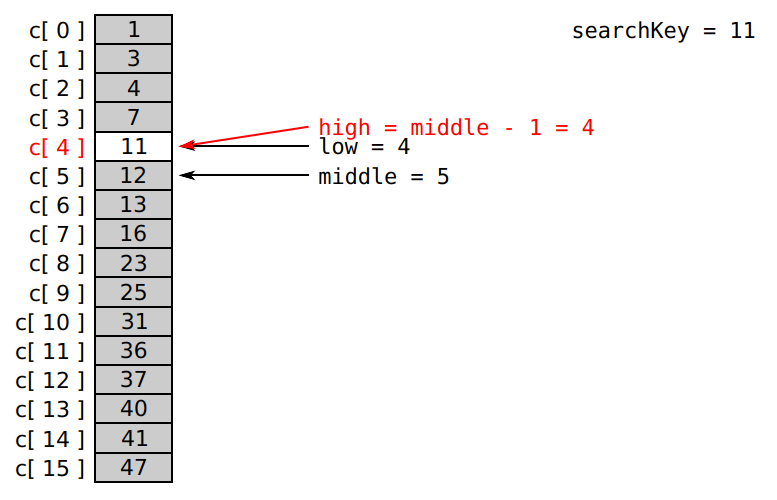 c[ 0 ] 1 searchKey = 11
c[ 1 ] 3
c[ 2 ] 4
c[ 3 ] 7
high = middle - 1 = 4
c[ 4 ] 11 low = 4
c[ 5 ] 12 middle = 5
c[ 6 ] 13
c[ 7 ] 16
c[ 8 ] 23
c[ 9 ] 25
c[ 10 ] 31
c[ 11 ] 36
c[ 12 ] 37
c[ 13 ] 40
c[ 14 ] 41
c[ 15 ] 47